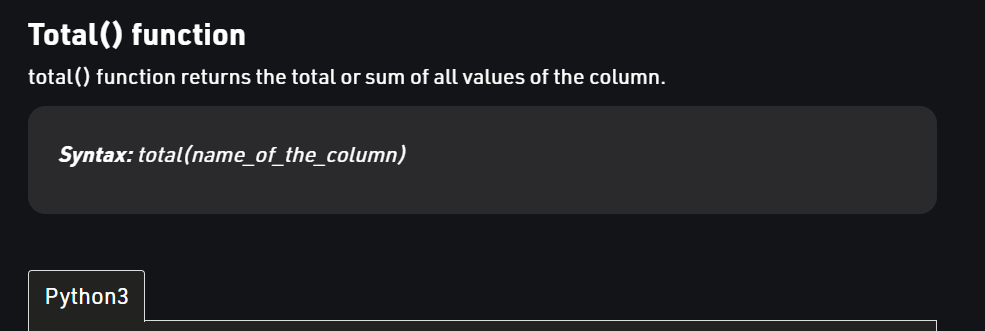 Total() function
total() function returns the total or sum of all values of the column.
Syntax: total(name_of_the_column)
Python3